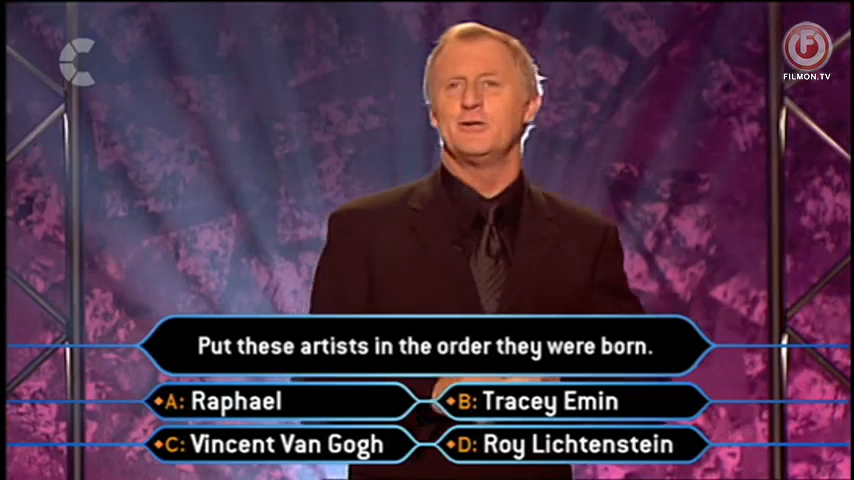 FILMON.TV
Put these artists in the order they were born.
A: Raphael
B: Tracey Emin
C: Vincent Van Gogh
D: Roy Lichtenstein